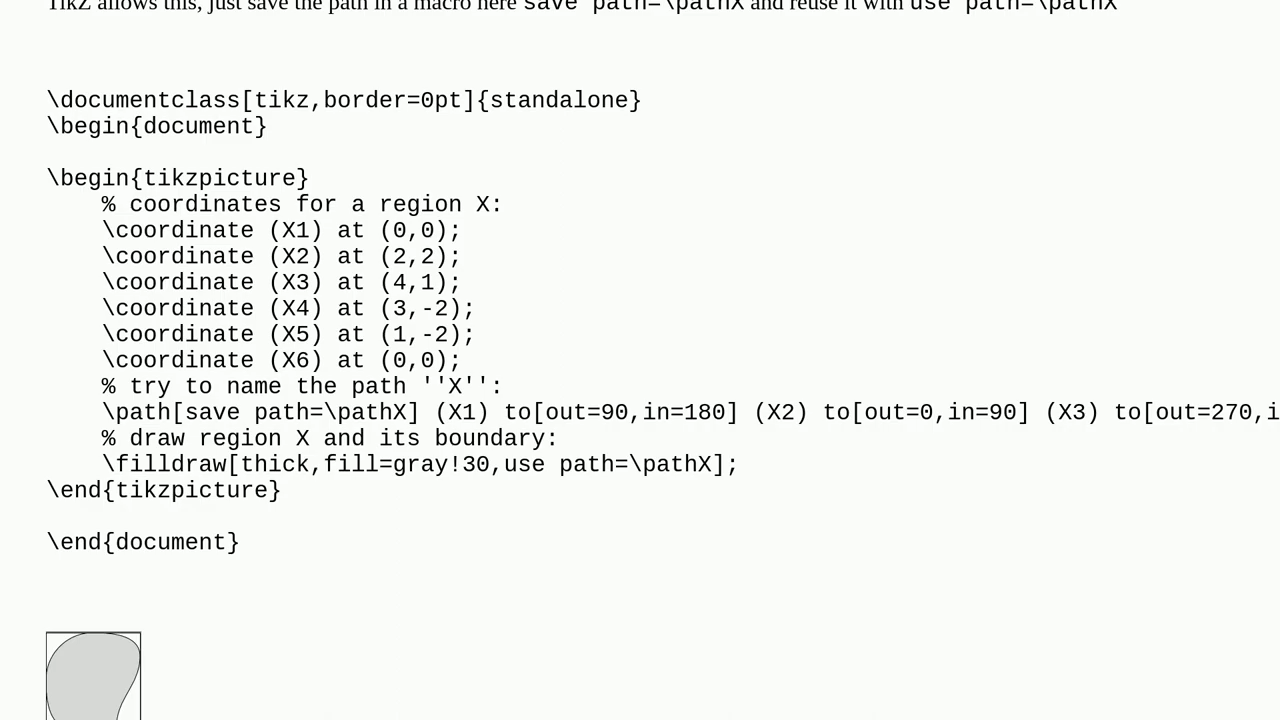 TikZ allows this, just save the path in a macro here save path=\pathX and reuse it with use path=\pathX
\documentclass[tikz,border=0pt]{standalone}
\begin{document}
\begin{tikzpicture}
% coordinates for a region X:
\coordinate (X1) at (0,0);
\coordinate (X2) at (2,2);
\coordinate (X3) at (4,1);
\coordinate (X4) at (3,-2);
\coordinate (X5) at (1,-2);
\coordinate (X6) at (0,0);
% try to name the path ''X'':
\path[save path=\pathX] (X1) to[out=90,in=180] (X2) to[out=0,in=90] (X3) to[out=270,i
% draw region X and its boundary:
\filldraw[thick,fill=gray!30,use path=\pathX];
\end{tikzpicture}
\end{document}